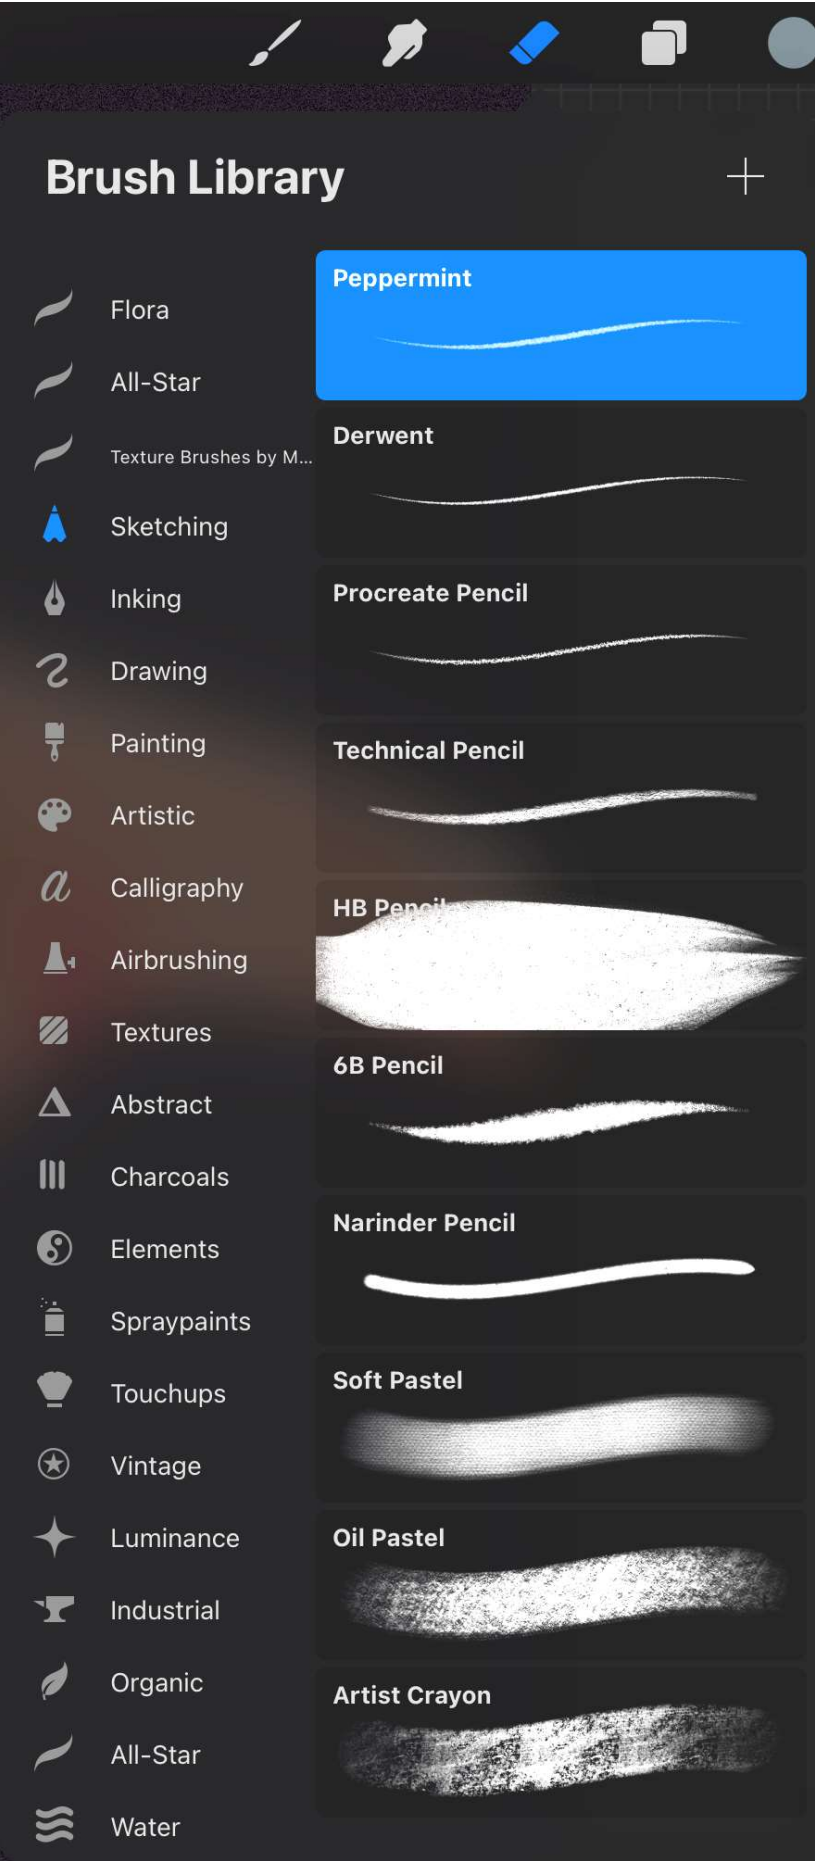 Brush Library
Flora
All-Star
Texture Brushes by M...
Sketching
Inking
Drawing
Painting
Artistic
Calligraphy
Airbrushing
Textures
Abstract
Charcoals
Elements
Spraypaints
Touchups
Vintage
Luminance
Industrial
Organic
All-Star
Water
Peppermint
Derwent
Procreate Pencil
Technical Pencil
HB Pencil
6B Pencil
Narinder Pencil
Soft Pastel
Oil Pastel
Artist Crayon